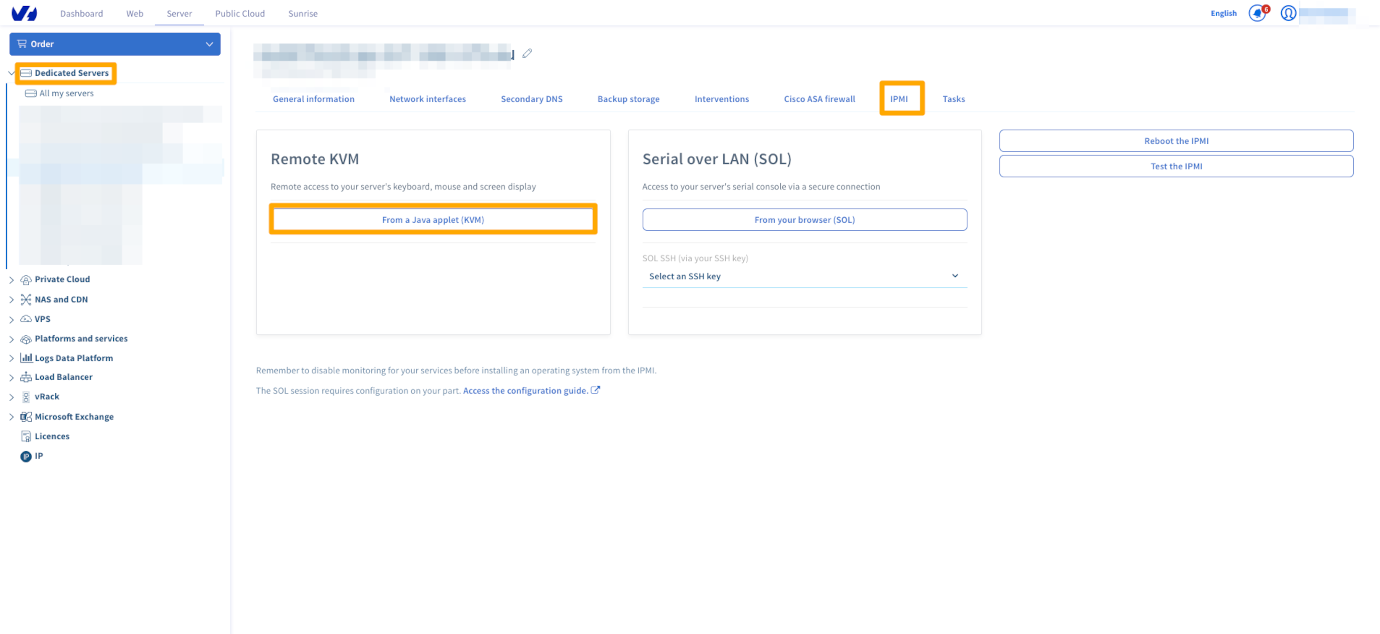 Dashboard Web Server Public Cloud Sunrise English 6
Order
Dedicated Servers
All my servers
Private Cloud
NAS and CDN
VPS
Platforms and services
Logs Data Platform
Load Balancer
vRack
Microsoft Exchange
Licences
IP IP
General information Network interfaces Secondary DNS Backup storage Interventions Cisco ASA firewall IPMI Tasks
Remote KVM
Remote access to your server's keyboard, mouse and screen display
From a Java applet (KVM)
Serial over LAN (SOL)
Access to your server's serial console via a secure connection
From your browser (SOL)
SOL SSH (via your SSH key)
Select an SSH key
Reboot the IPMI
Test the IPMI
Remember to disable monitoring for your services before installing an operating system from the IPMI.
The SOL session requires configuration on your part. Access the configuration guide.